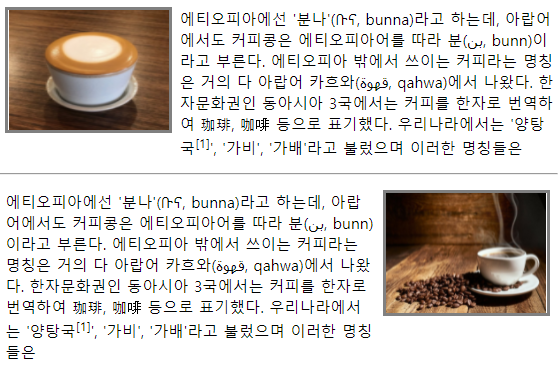 에티오피아에선 '분나'(ቡና, bunna)라고 하는데, 아랍어
에서도 커피콩은 에티오피아어를 따라 분(بن, bunn)이
라고 부른다. 에티오피아 밖에서 쓰이는 커피라는 명칭
은 거의 다 아랍어 카흐와(قهوة, qahwa)에서 나왔다. 한
자문화권인 동아시아 3국에서는 커피를 한자로 번역하
여 珈琲, 咖啡 등으로 표기했다. 우리나라에서는 '양탕
국[1]', '가비', '가배'라고 불렀으며 이러한 명칭들은
에티오피아에선 '분나'(ቡና, bunna)라고 하는데, 아랍
어에서도 커피콩은 에티오피아어를 따라 분(بن, bunn)
이라고 부른다. 에티오피아 밖에서 쓰이는 커피라는
명칭은 거의 다 아랍어 카흐와(قهوة, qahwa)에서 나왔
다. 한자문화권인 동아시아 3국에서는 커피를 한자로
번역하여 珈琲, 咖啡 등으로 표기했다. 우리나라에서
는 '양탕국[1]', '가비', '가배'라고 불렀으며 이러한 명칭
들은